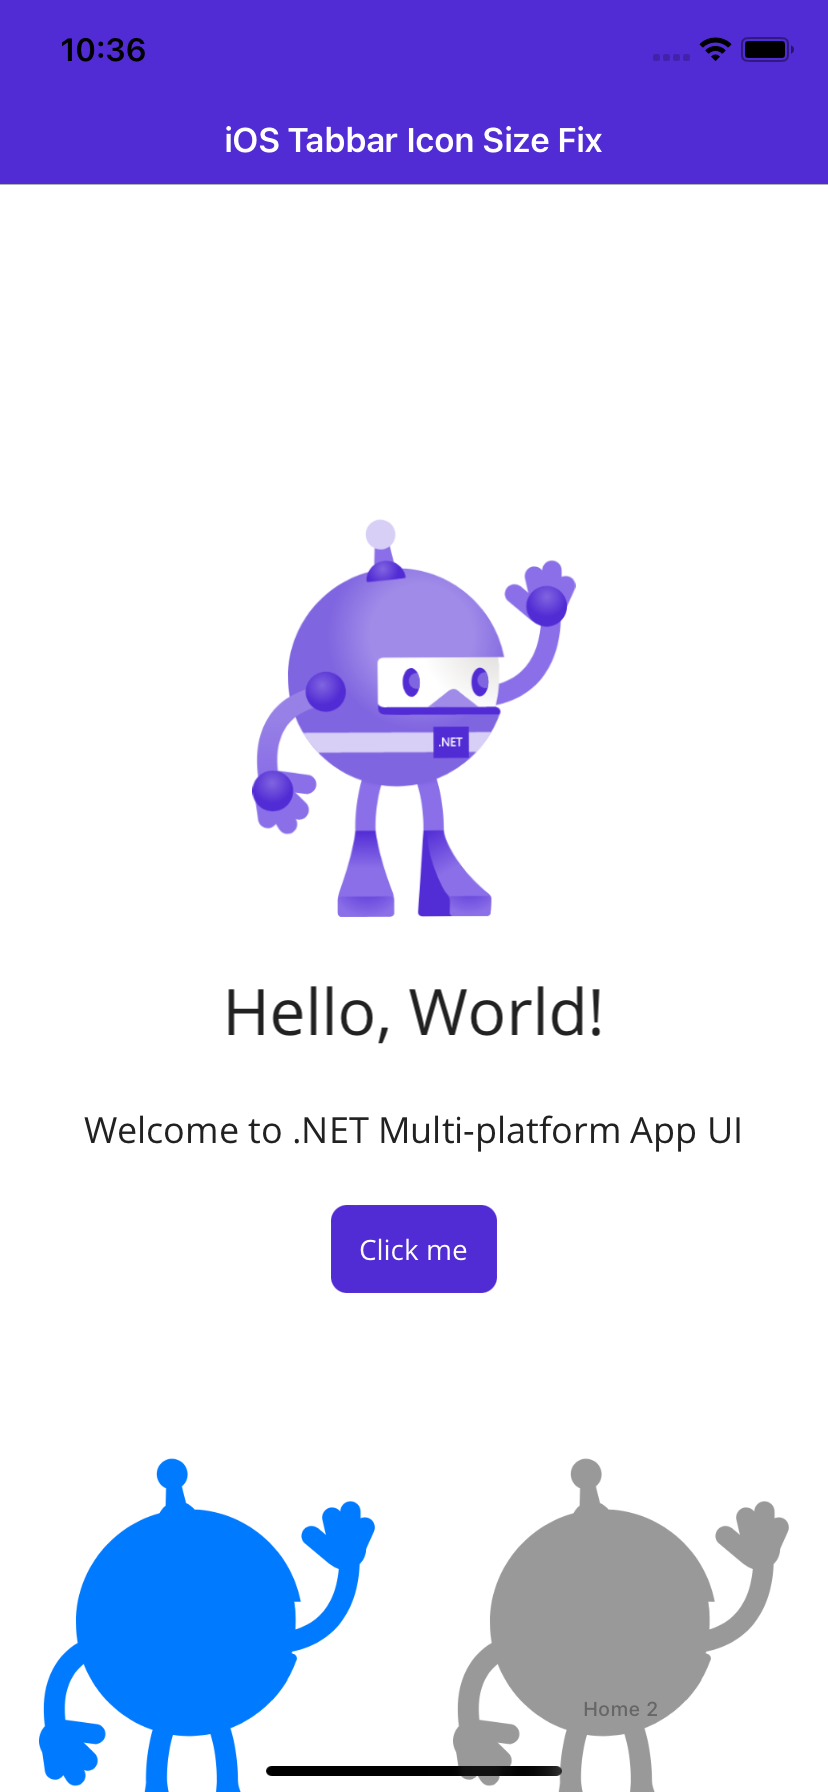 10:36
iOS Tabbar Icon Size Fix
.NET
Hello, World!
Welcome to .NET Multi-platform App UI
Click me
Home 2